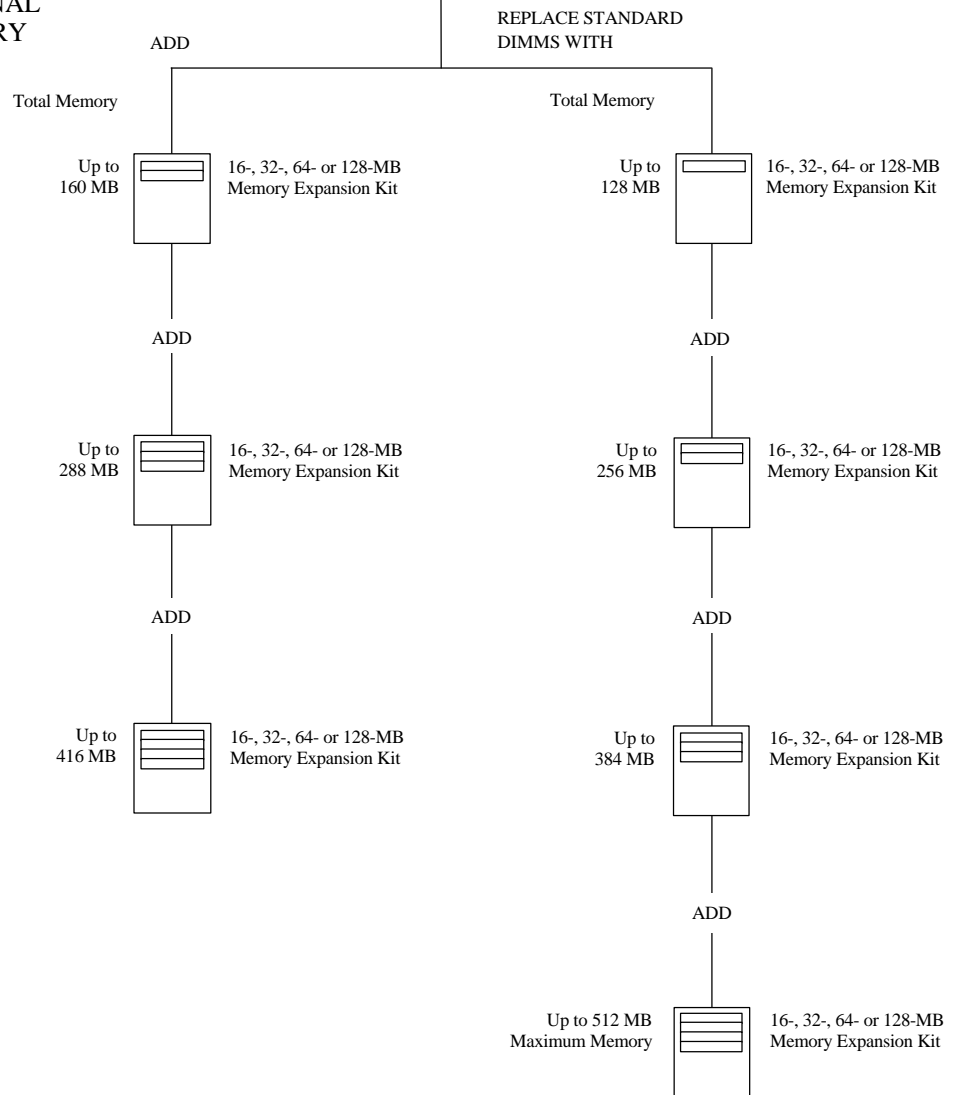 ADD
REPLACE STANDARD
DIMMS WITH
Total Memory
Total Memory
Up to
160 MB
16-, 32-, 64- or 128-MB
Memory Expansion Kit
Up to
128 MB
16-, 32-, 64- or 128-MB
Memory Expansion Kit
ADD
ADD
Up to
288 MB
16-, 32-, 64- or 128-MB
Memory Expansion Kit
Up to
256 MB
16-, 32-, 64- or 128-MB
Memory Expansion Kit
ADD
ADD
Up to
416 MB
16-, 32-, 64- or 128-MB
Memory Expansion Kit
Up to
384 MB
16-, 32-, 64- or 128-MB
Memory Expansion Kit
ADD
Up to 512 MB
Maximum Memory
16-, 32-, 64- or 128-MB
Memory Expansion Kit